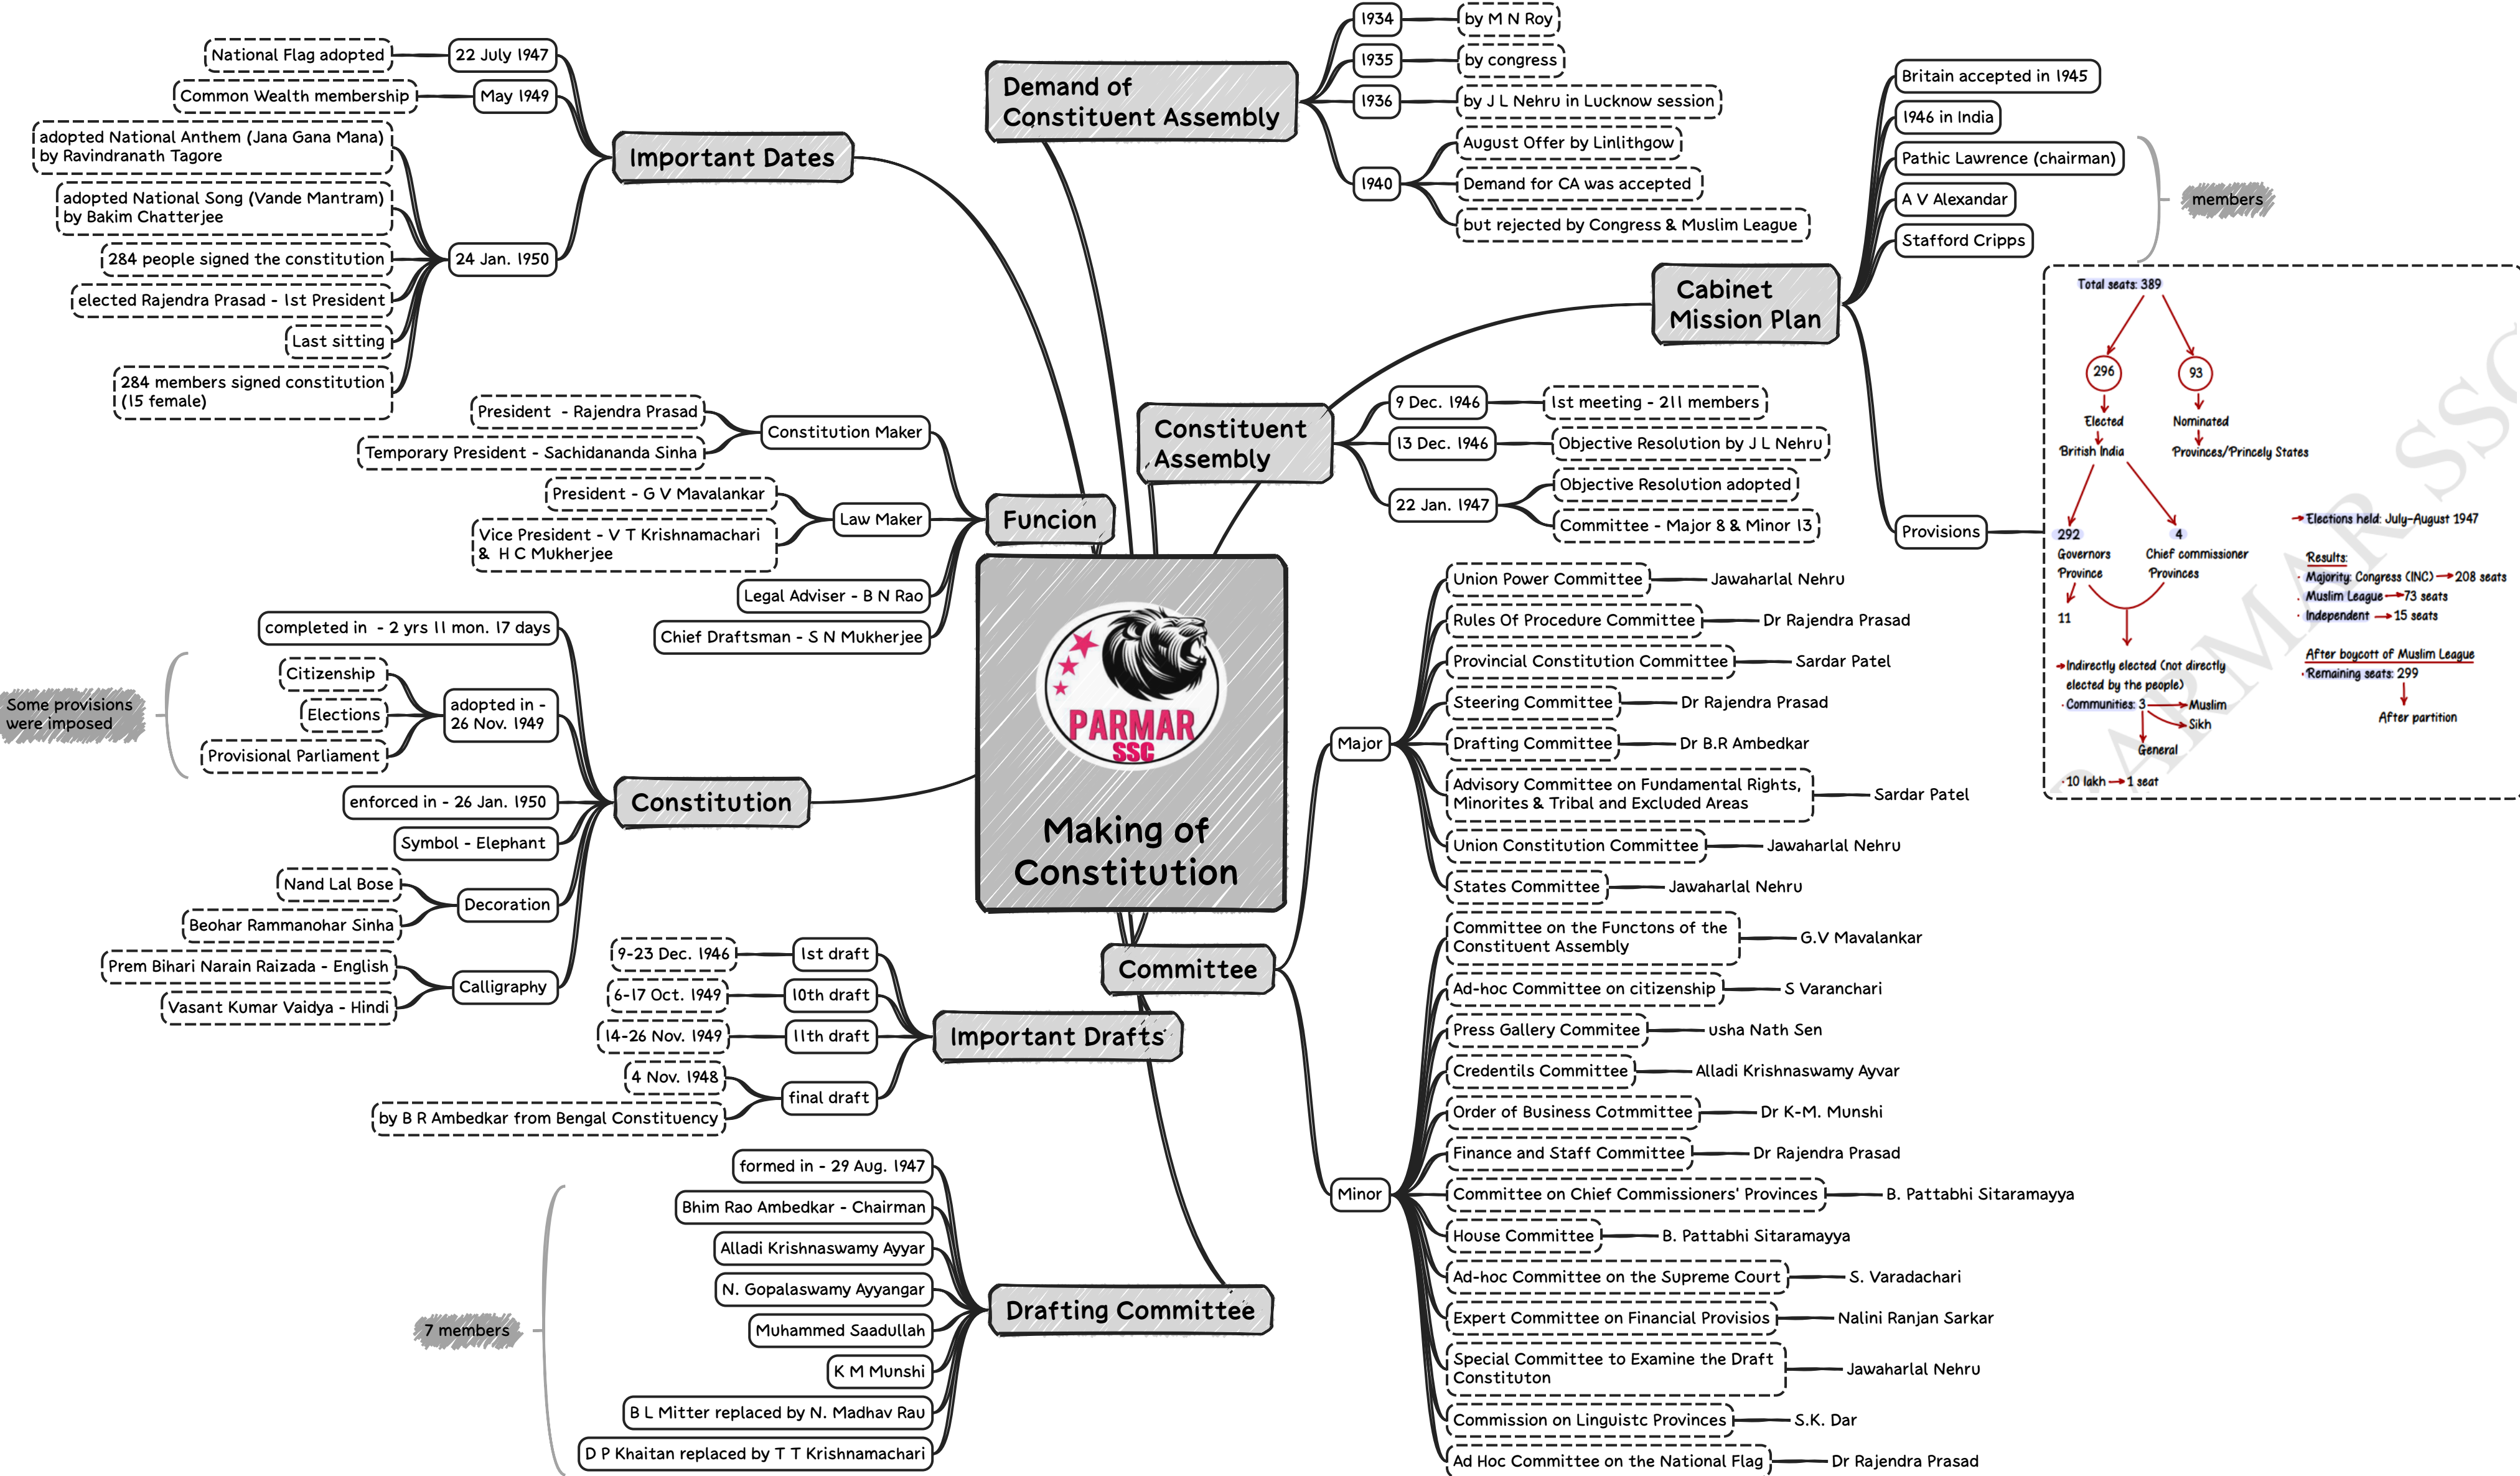 Making of
Constitution
PARMAR
SSC
Important Dates
22 July 1947
National Flag adopted
May 1949
Common Wealth membership
24 Jan. 1950
adopted National Anthem (Jana Gana Mana)
by Ravindranath Tagore
adopted National Song (Vande Mantram)
by Bakim Chatterjee
284 people signed the constitution
elected Rajendra Prasad - 1st President
Last sitting
284 members signed constitution
(15 female)
Funcion
Constitution Maker
President - Rajendra Prasad
Temporary President - Sachidananda Sinha
Law Maker
President - G V Mavalankar
Vice President - V T Krishnamachari
& H C Mukherjee
Legal Adviser - B N Rao
Chief Draftsman - S N Mukherjee
Constitution
completed in - 2 yrs 11 mon. 17 days
adopted in -
26 Nov. 1949
Citizenship
Elections
Provisional Parliament
Some provisions
were imposed
enforced in - 26 Jan. 1950
Symbol - Elephant
Decoration
Nand Lal Bose
Beohar Rammanohar Sinha
Calligraphy
Prem Bihari Narain Raizada - English
Vasant Kumar Vaidya - Hindi
Important Drafts
1st draft
9-23 Dec. 1946
10th draft
6-17 Oct. 1949
11th draft
14-26 Nov. 1949
final draft
4 Nov. 1948
by B R Ambedkar from Bengal Constituency
Drafting Committee
formed in - 29 Aug. 1947
Bhim Rao Ambedkar - Chairman
Alladi Krishnaswamy Ayyar
N. Gopalaswamy Ayyangar
Muhammed Saadullah
K M Munshi
B L Mitter replaced by N. Madhav Rau
D P Khaitan replaced by T T Krishnamachari
7 members
Demand of
Constituent Assembly
1934
by M N Roy
1935
by congress
1936
by J L Nehru in Lucknow session
1940
August Offer by Linlithgow
Demand for CA was accepted
but rejected by Congress & Muslim League
Cabinet
Mission Plan
Britain accepted in 1945
1946 in India
Pathic Lawrence (chairman)
A V Alexandar
Stafford Cripps
members
Provisions
Total seats: 389
296
93
Elected
Nominated
British India
Provinces/Princely States
292
4
Governors
Province
Chief commissioner
Provinces
11
→Indirectly elected (not directly
elected by the people)
· Communities: 3 → Muslim
Sikh
General
· 10 lakh → 1 seat
→ Elections held: July-August 1947
Results:
· Majority: Congress (INC) → 208 seats
· Muslim League → 73 seats
· Independent → 15 seats
After boycott of Muslim League
· Remaining seats: 299
After partition
PARMAR SSC
Constituent
Assembly
9 Dec. 1946
1st meeting - 211 members
13 Dec. 1946
Objective Resolution by J L Nehru
22 Jan. 1947
Objective Resolution adopted
Committee - Major 8 & Minor 13
Committee
Major
Union Power Committee
Jawaharlal Nehru
Rules Of Procedure Committee
Dr Rajendra Prasad
Provincial Constitution Committee
Sardar Patel
Steering Committee
Dr Rajendra Prasad
Drafting Committee
Dr B.R Ambedkar
Advisory Committee on Fundamental Rights,
Minorites & Tribal and Excluded Areas
Sardar Patel
Union Constitution Committee
Jawaharlal Nehru
States Committee
Jawaharlal Nehru
Minor
Committee on the Functons of the
Constituent Assembly
G.V Mavalankar
Ad-hoc Committee on citizenship
S Varanchari
Press Gallery Commitee
usha Nath Sen
Credentils Committee
Alladi Krishnaswamy Ayvar
Order of Business Cotmmittee
Dr K-M. Munshi
Finance and Staff Committee
Dr Rajendra Prasad
Committee on Chief Commissioners' Provinces
B. Pattabhi Sitaramayya
House Committee
B. Pattabhi Sitaramayya
Ad-hoc Committee on the Supreme Court
S. Varadachari
Expert Committee on Financial Provisios
Nalini Ranjan Sarkar
Special Committee to Examine the Draft
Constituton
Jawaharlal Nehru
Commission on Linguistc Provinces
S.K. Dar
Ad Hoc Committee on the National Flag
Dr Rajendra Prasad